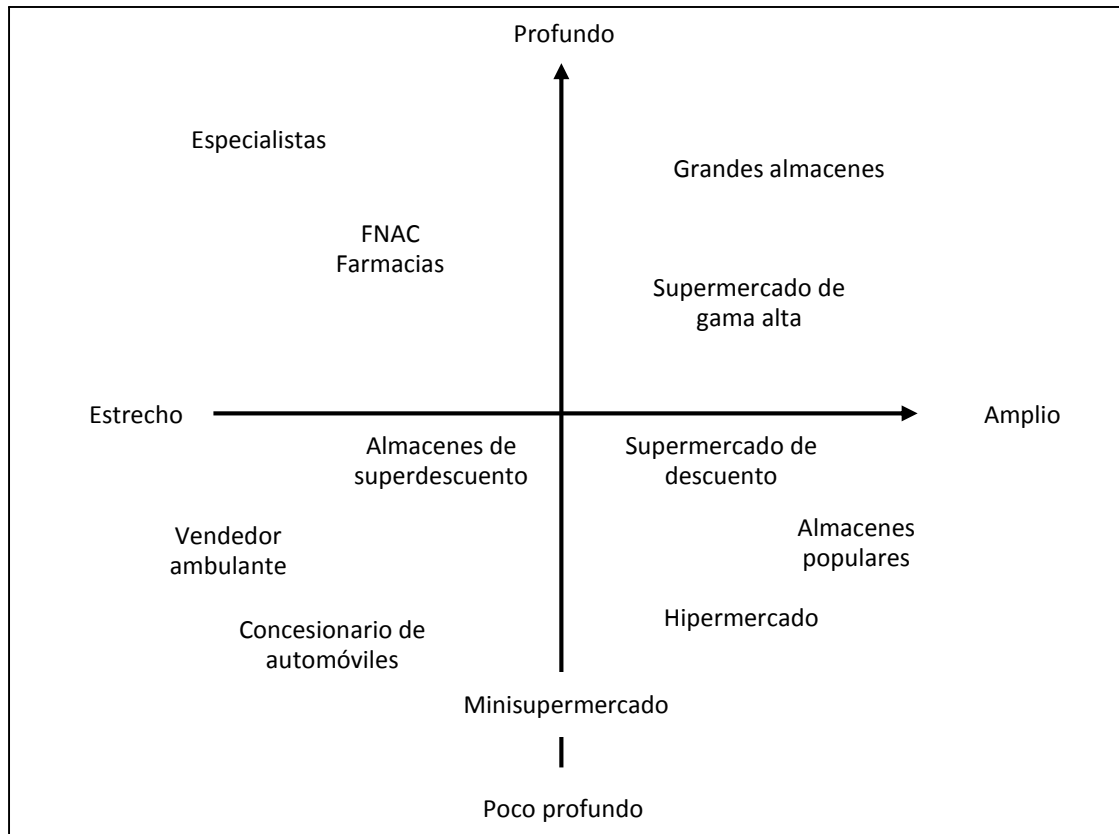 Profundo
Especialistas
Grandes almacenes
FNAC
Farmacias
Supermercado de
gama alta
Estrecho
Amplio
Almacenes de
superdescuento
Supermercado de
descuento
Vendedor
ambulante
Almacenes
populares
Concesionario de
automóviles
Hipermercado
Minisupermercado
Poco profundo